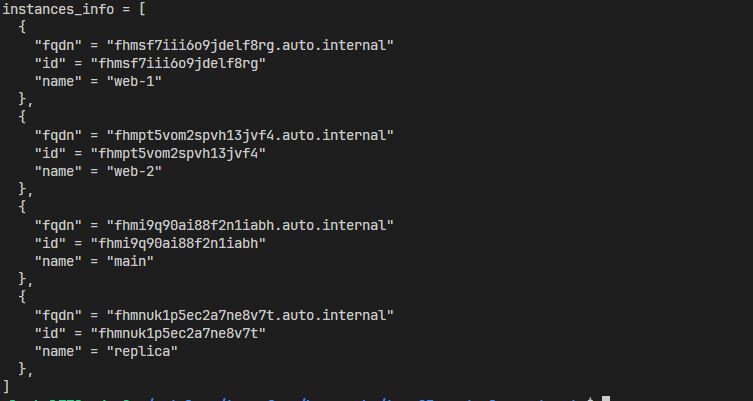 instances_info = [
  {
    "fqdn" = "fhmsf7iii6o9jdelf8rg.auto.internal"
    "id" = "fhmsf7iii6o9jdelf8rg"
    "name" = "web-1"
  },
  {
    "fqdn" = "fhmpt5vom2spvh13jvf4.auto.internal"
    "id" = "fhmpt5vom2spvh13jvf4"
    "name" = "web-2"
  },
  {
    "fqdn" = "fhmi9q90ai88f2n1iabh.auto.internal"
    "id" = "fhmi9q90ai88f2n1iabh"
    "name" = "main"
  },
  {
    "fqdn" = "fhmnuk1p5ec2a7ne8v7t.auto.internal"
    "id" = "fhmnuk1p5ec2a7ne8v7t"
    "name" = "replica"
  },
]